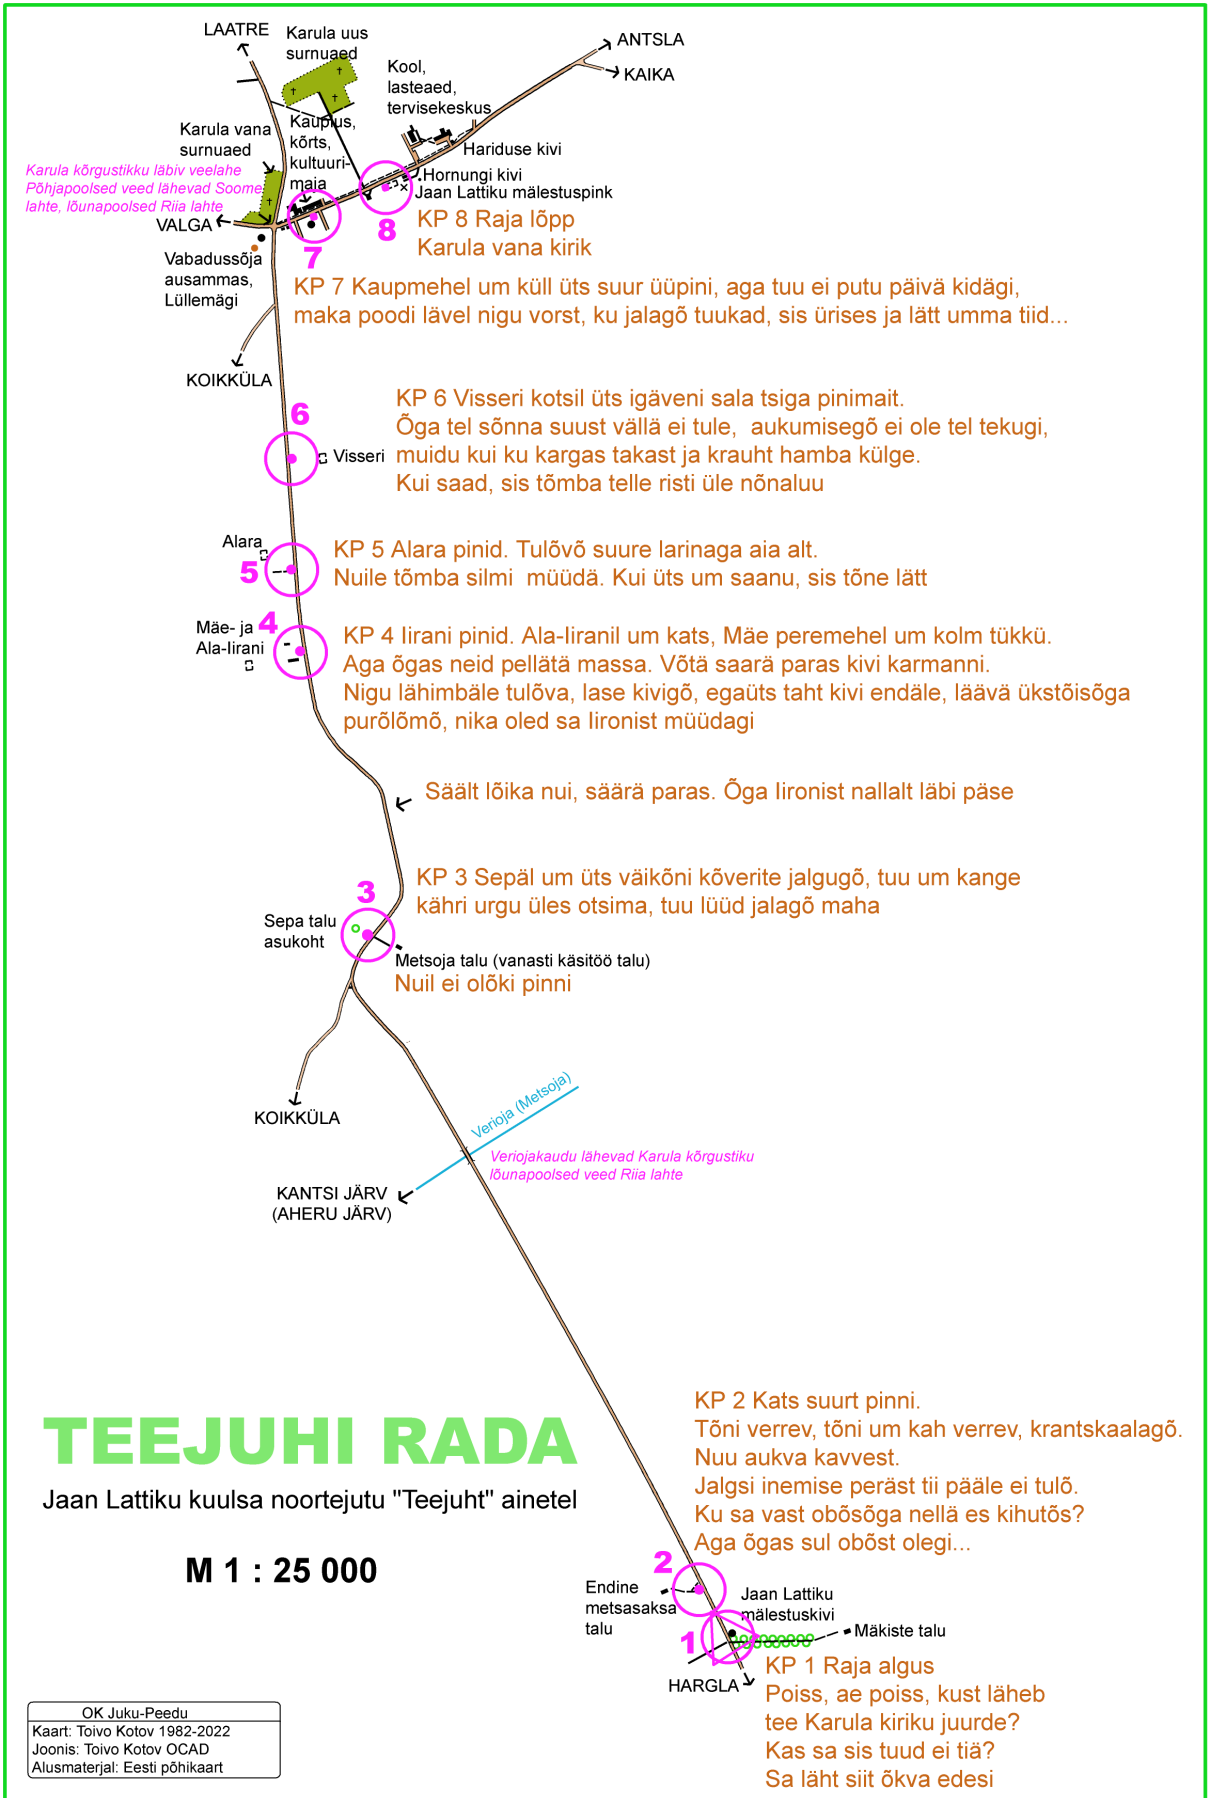 LAATRE
Karula uus
surnuaed
ANTSLA
KAIKA
Kool,
lasteaed,
tervisekeskus
Karula vana
surnuaed
Kauplus,
kõrts,
kultuuri-
maja
Hariduse kivi
Hornungi kivi
Jaan Lattiku mälestuspink
Karula kõrgustikku läbiv veelahe
Põhjapoolsed veed lähevad Soome
lahte, lõunapoolsed Riia lahte
VALGA
8
KP 8 Raja lõpp
Karula vana kirik
7
Vabadussõja
ausammas,
Lüllemägi
KP 7 Kaupmehel um küll üts suur üüpini, aga tuu ei putu päivä kidägi,
maka poodi lävel nigu vorst, ku jalagõ tuukad, sis ürises ja lätt umma tiid...
KOIKKÜLA
6
Visseri
KP 6 Visseri kotsil üts igäveni sala tsiga pinimait.
Õga tel sõnna suust vällä ei tule, aukumisegõ ei ole tel tekugi,
muidu kui ku kargas takast ja krauht hamba külge.
Kui saad, sis tõmba telle risti üle nõnaluu
Alara
5
KP 5 Alara pinid. Tulõvõ suure larinaga aia alt.
Nuile tõmba silmi müüdä. Kui üts um saanu, sis tõne lätt
4
Mäe- ja
Ala-Iirani
KP 4 Iirani pinid. Ala-Iiranil um kats, Mäe peremehel um kolm tükkü.
Aga õgas neid pellätä massa. Võtä saarä paras kivi karmanni.
Nigu lähimbäle tulõva, lase kivigõ, egaüts taht kivi endäle, läävä ükstõisõga
purõlõmõ, nika oled sa Iironist müüdagi
Säält lõika nui, säärä paras. Õga Iironist nallalt läbi päse
3
KP 3 Sepäl um üts väikõni kõverite jalgugõ, tuu um kange
kähri urgu üles otsima, tuu lüüd jalagõ maha
Sepa talu
asukoht
Metsoja talu (vanasti käsitöö talu)
Nuil ei olõki pinni
KOIKKÜLA
Verioja (Metsoja)
Veriojakaudu lähevad Karula kõrgustiku
lõunapoolsed veed Riia lahte
KANTSI JÄRV
(AHERU JÄRV)
TEEJUHI RADA
Jaan Lattiku kuulsa noortejutu "Teejuht" ainetel
M 1 : 25 000
KP 2 Kats suurt pinni.
Tõni verrev, tõni um kah verrev, krantskaalagõ.
Nuu aukva kavvest.
Jalgsi inemise peräst tii pääle ei tulõ.
Ku sa vast obõsõga nellä es kihutõs?
Aga õgas sul obõst olegi...
2
Endine
metsasaksa
talu
Jaan Lattiku
mälestuskivi
1
Mäkiste talu
HARGLA
KP 1 Raja algus
Poiss, ae poiss, kust läheb
tee Karula kiriku juurde?
Kas sa sis tuud ei tiä?
Sa läht siit õkva edesi
OK Juku-Peedu
Kaart: Toivo Kotov 1982-2022
Joonis: Toivo Kotov OCAD
Alusmaterjal: Eesti põhikaart